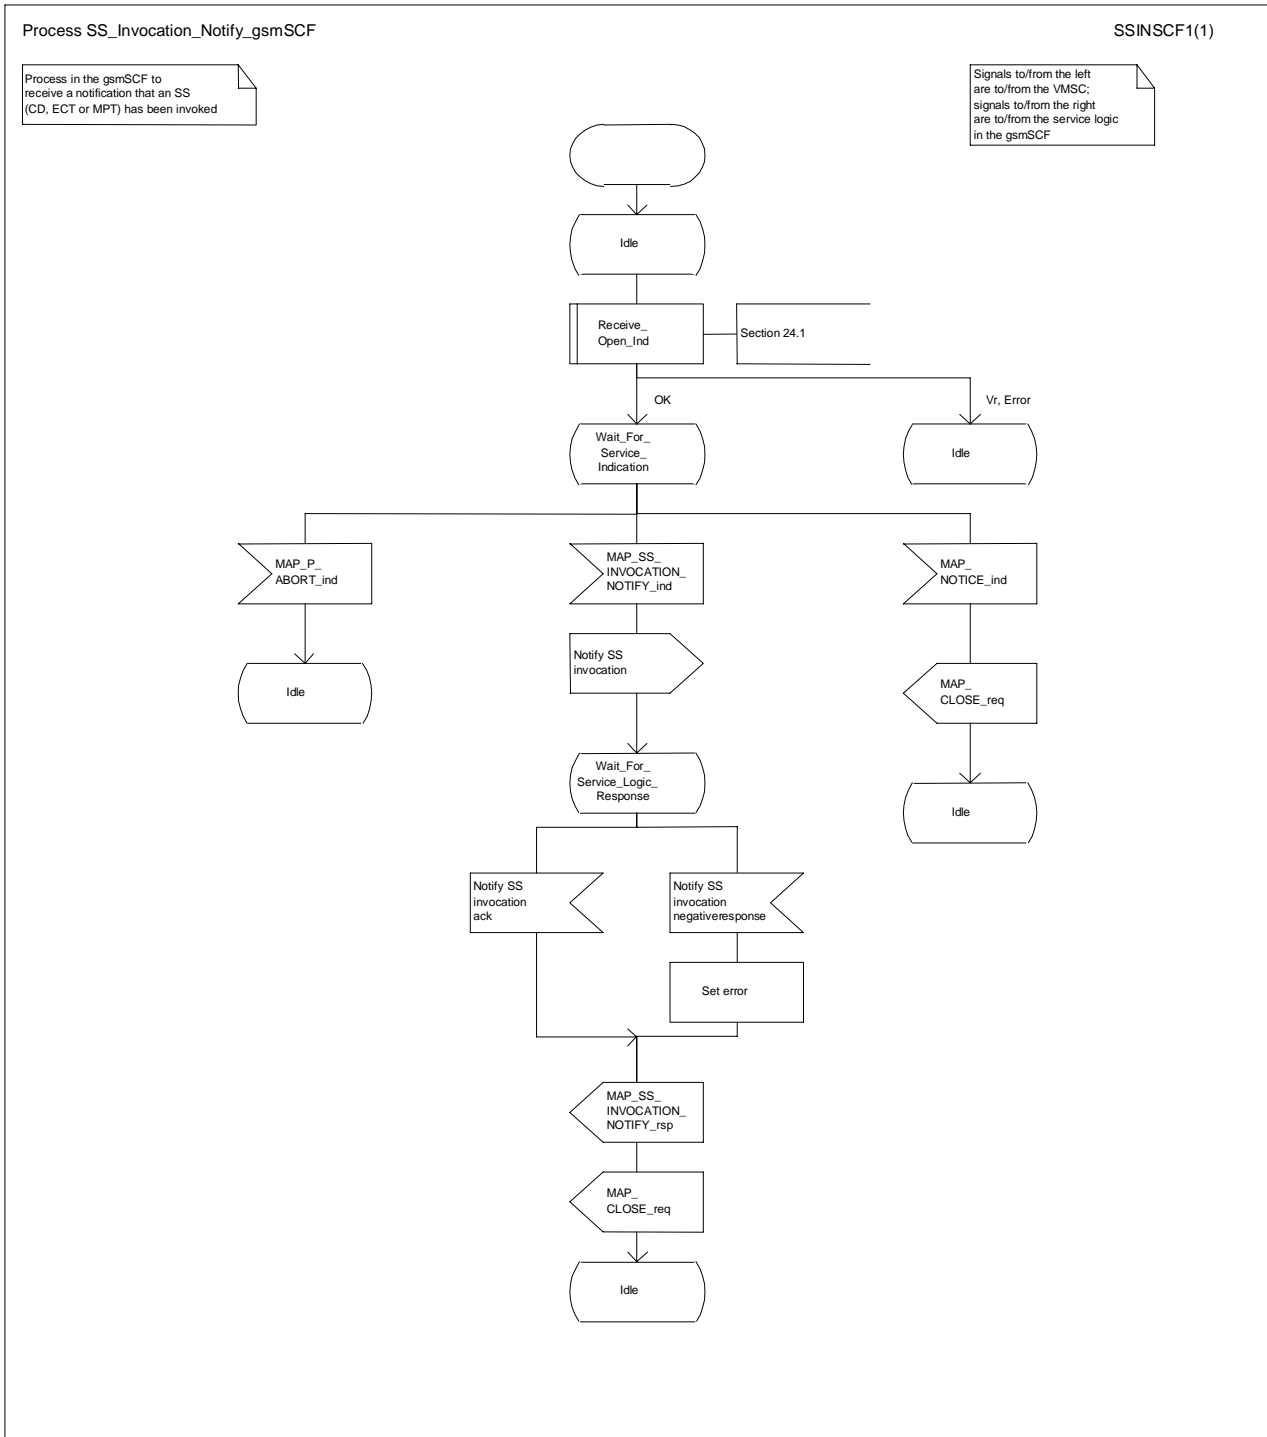 Process SS_Invocation_Notify_gsmSCF
SSINSCF1(1)
Process in the gsmSCF to
receive a notification that an SS
(CD, ECT or MPT) has been invoked
Signals to/from the left
are to/from the VMSC;
signals to/from the right
are to/from the service logic
in the gsmSCF
Idle
Receive_
Open_Ind
Section 24.1
OK
Vr, Error
Wait_For_
Service_
Indication
Idle
MAP_P_
ABORT_ind
MAP_SS_
INVOCATION_
NOTIFY_ind
MAP_
NOTICE_ind
Idle
Notify SS
invocation
MAP_
CLOSE_req
Wait_For_
Service_Logic_
Response
Idle
Notify SS
invocation
ack
Notify SS
invocation
negativeresponse
Set error
MAP_SS_
INVOCATION_
NOTIFY_rsp
MAP_
CLOSE_req
Idle